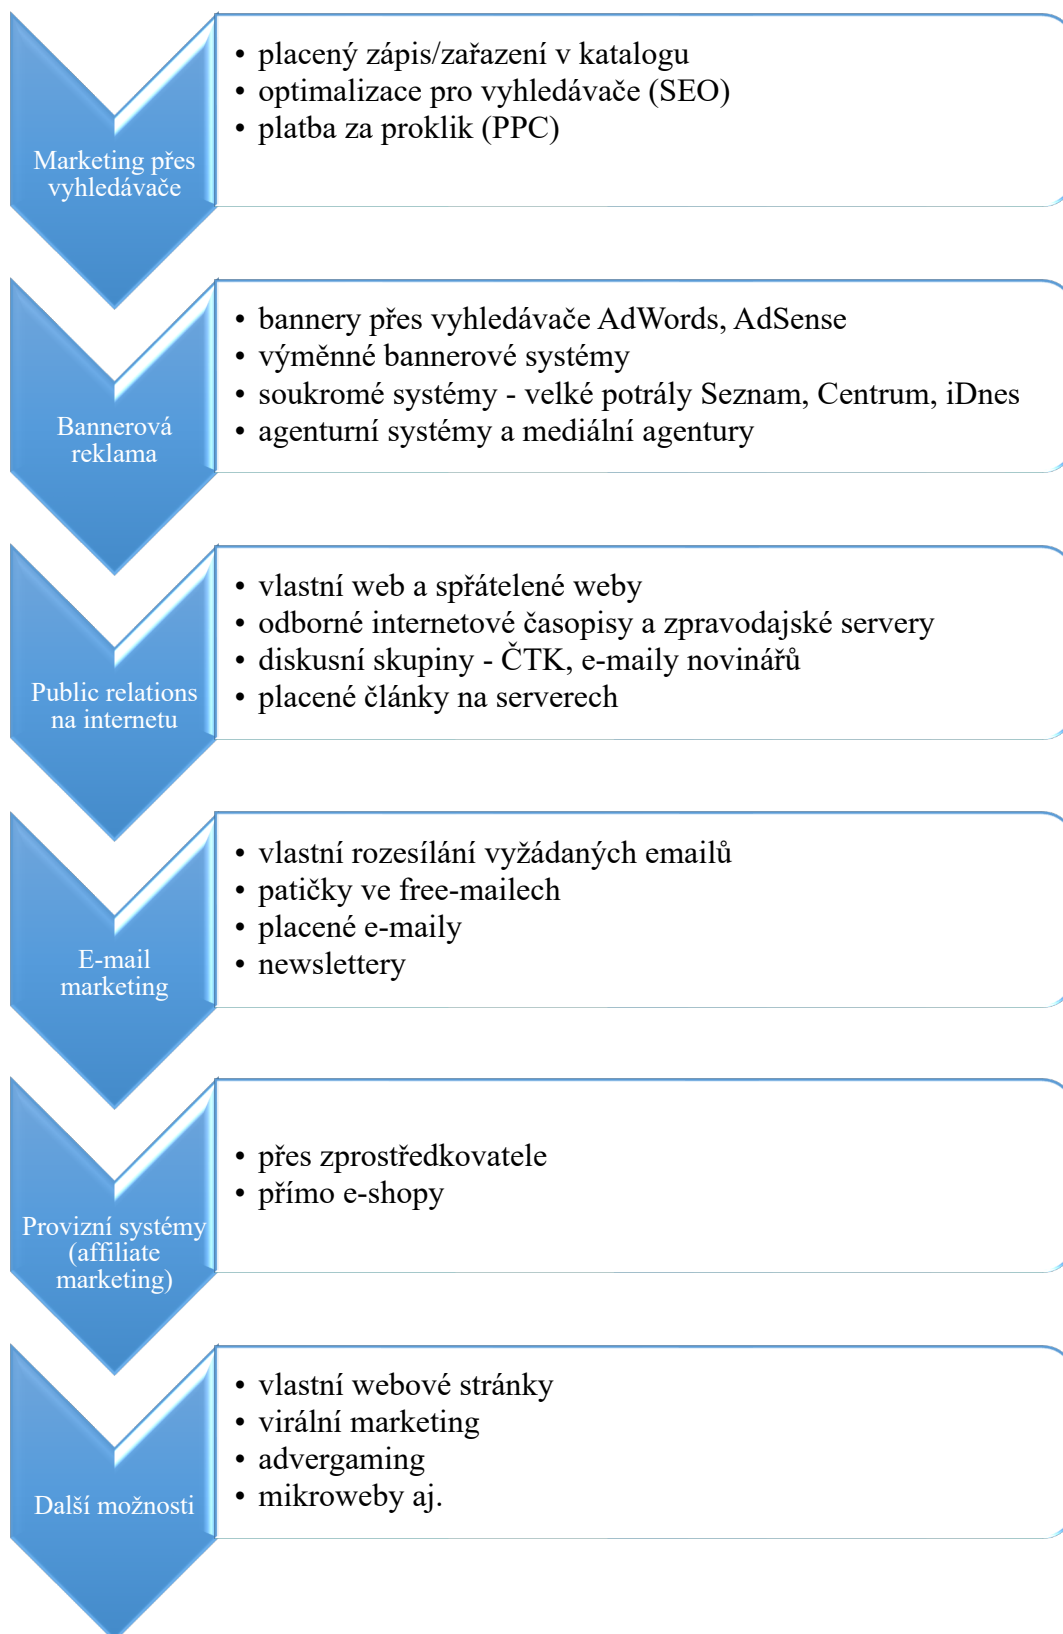 Marketing přes
vyhledávače
• placený zápis/zařazení v katalogu
• optimalizace pro vyhledávače (SEO)
• platba za proklik (PPC)
Bannerová
reklama
• bannery přes vyhledávače AdWords, AdSense
• výměnné bannerové systémy
• soukromé systémy - velké potrály Seznam, Centrum, iDnes
• agenturní systémy a mediální agentury
Public relations
na internetu
• vlastní web a spřátelené weby
• odborné internetové časopisy a zpravodajské servery
• diskusní skupiny - ČTK, e-maily novinářů
• placené články na serverech
E-mail
marketing
• vlastní rozesílání vyžádaných emailů
• patičky ve free-mailech
• placené e-maily
• newslettery
Provizní systémy
(affiliate
marketing)
• přes zprostředkovatele
• přímo e-shopy
Další možnosti
• vlastní webové stránky
• virální marketing
• advergaming
• mikroweby aj.